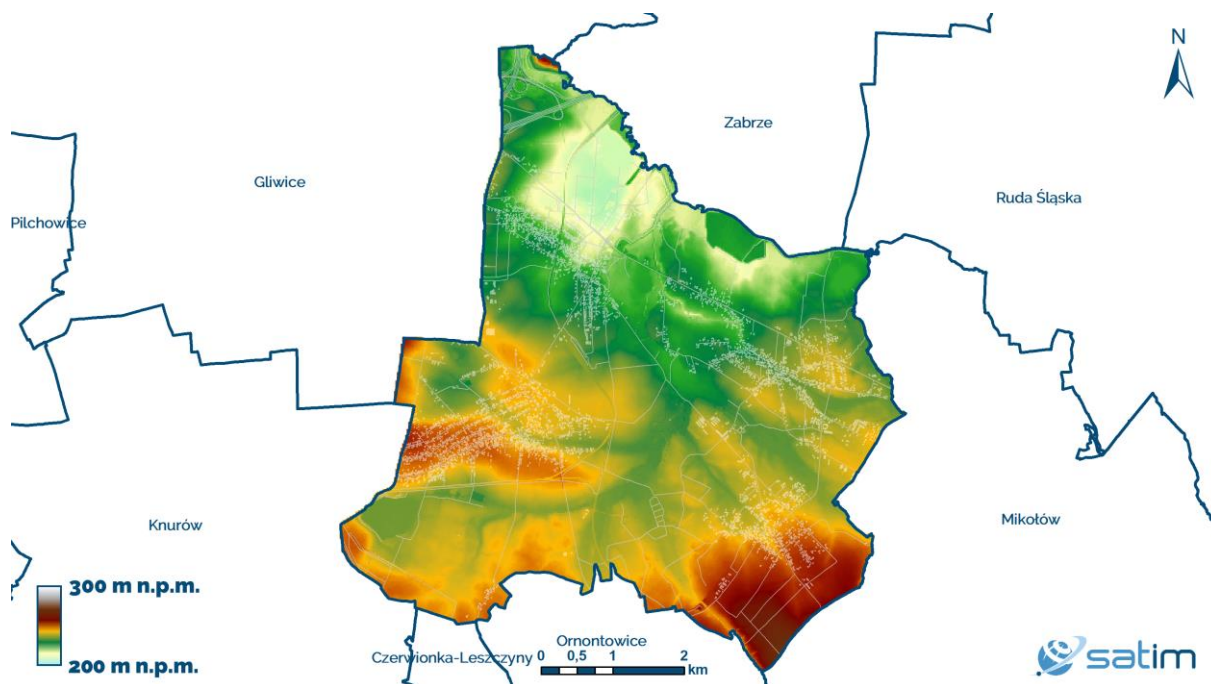 N
Zabrze
Gliwice
Ruda Śląska
Pilchowice
Knurów
Mikołów
300 m n.p.m.
200 m n.p.m.
Ornontowice
Czerwionka-Leszczyny
0 0,5 1 2
km
satim